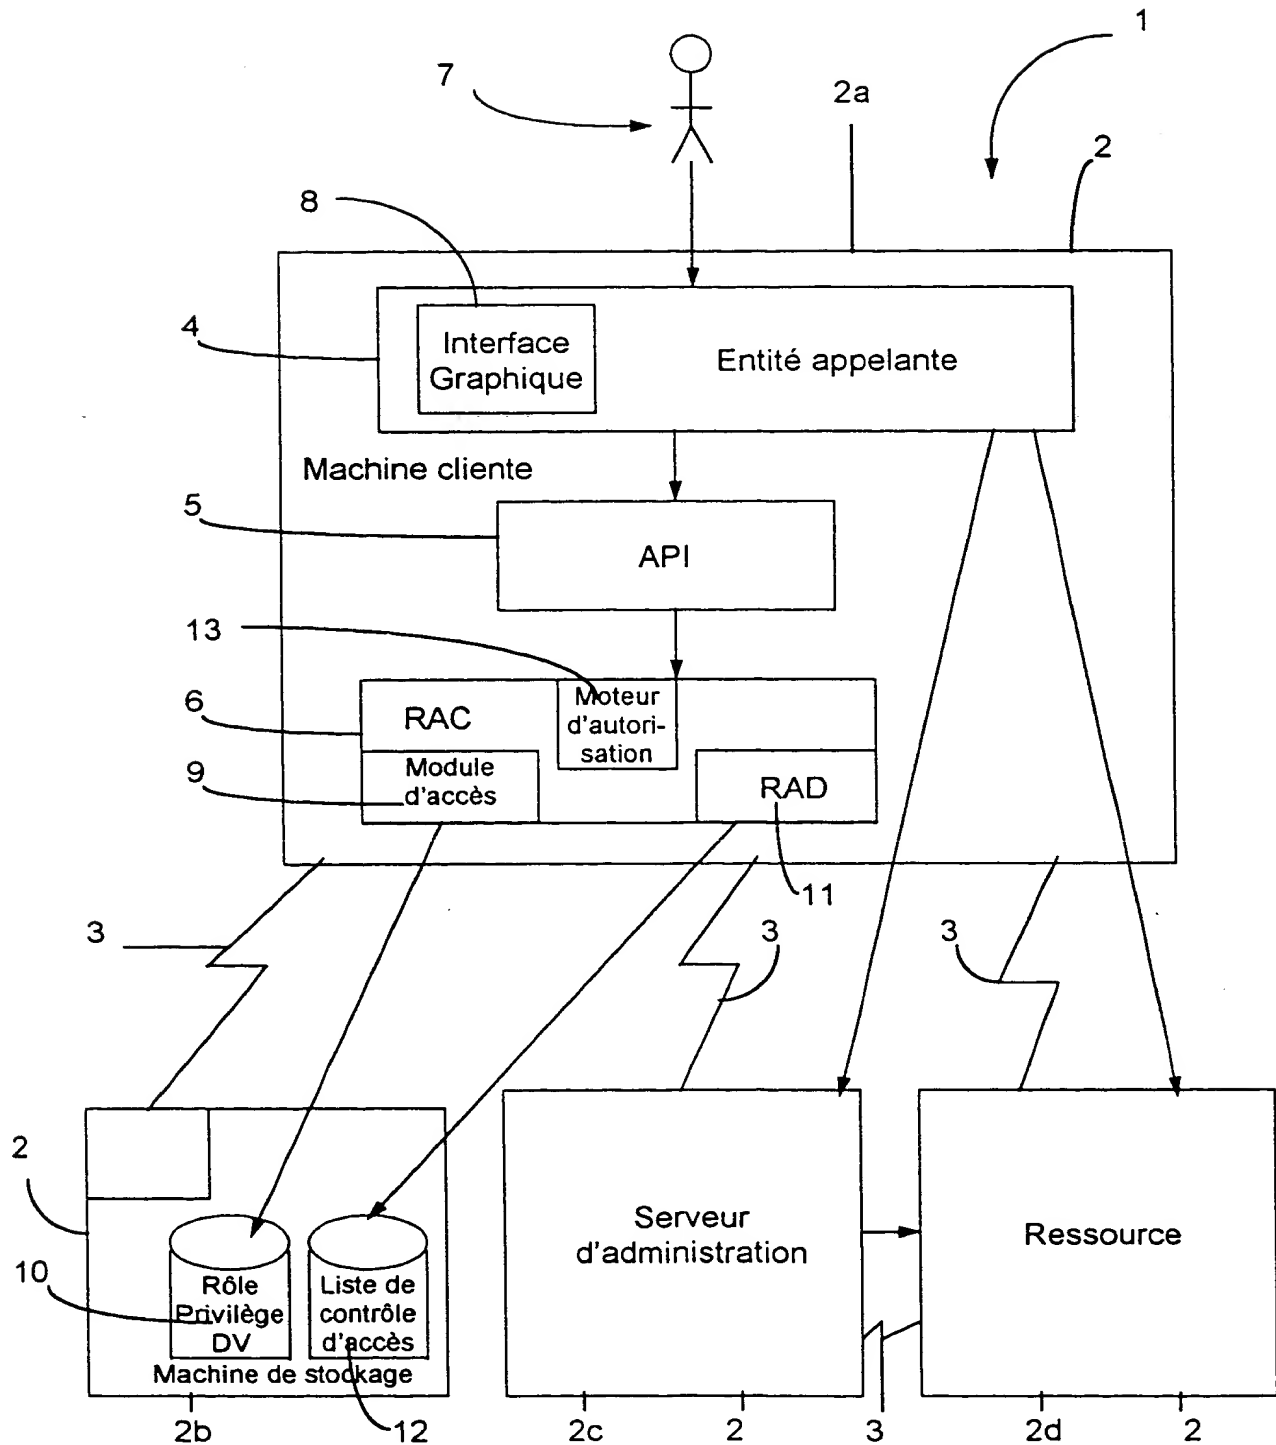 1
7
2a
2
8
4
Interface
Graphique
Entité appelante
Machine cliente
5
API
13
6
RAC
Moteur
d'autori-
sation
9
Module
d'accès
RAD
11
3
3
3
2
Serveur
d'administration
Ressource
10
Rôle
Privilège
DV
Liste de
contrôle
d'accès
Machine de stockage
2b
12
2c
2
3
2d
2